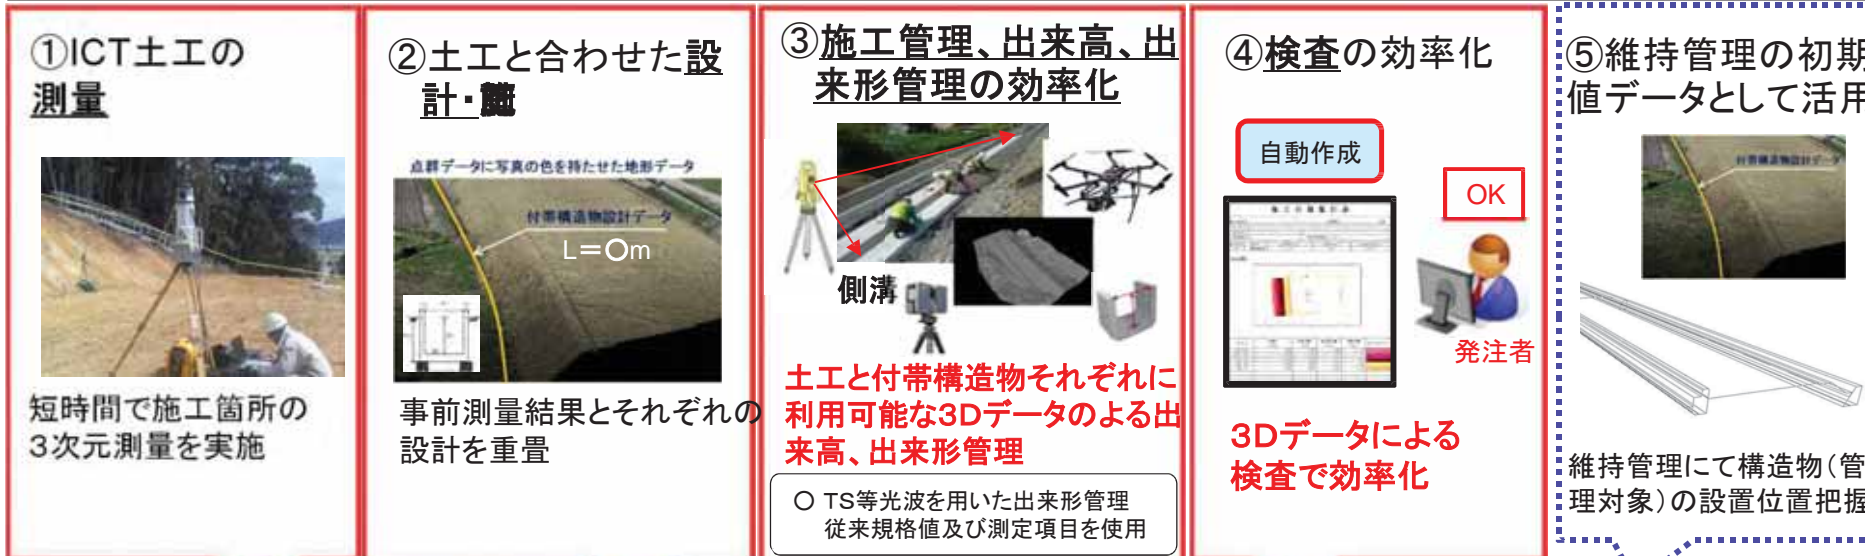 ①ICT土工の
測量
短時間で施工箇所の
3次元測量を実施
②土工と合わせた設
計・
点群データに写真の色を持たせた地形データ
付帯構造物設計データ
L=〇m
事前測量結果とそれぞれの
設計を重畳
③施工管理、出来高、出
来形管理の効率化
側溝
土工と付帯構造物それぞれに
利用可能な3Dデータのよる出
来高、出来形管理
〇 TS等光波を用いた出来形管理
従来規格値及び測定項目を使用
④検査の効率化
自動作成
OK
発注者
3Dデータによる
検査で効率化
⑤維持管理の初期
値データとして活用
付帯構造物設計データ
維持管理にて構造物(管
理対象)の設置位置把握